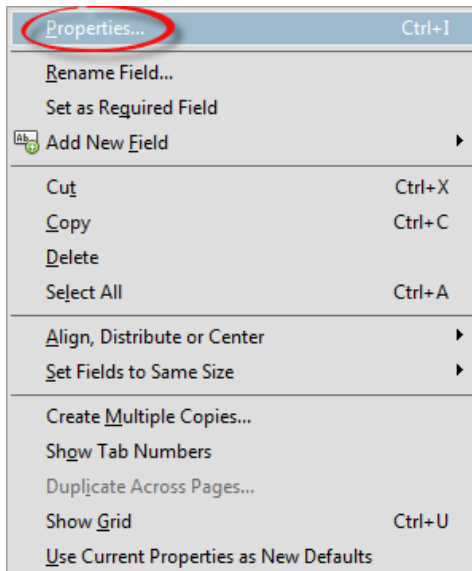 Properties... Ctrl+I
Rename Field...
Set as Required Field
Ab Add New Field
Cut Ctrl+X
Copy Ctrl+C
Delete
Select All Ctrl+A
Align, Distribute or Center
Set Fields to Same Size
Create Multiple Copies...
Show Tab Numbers
Duplicate Across Pages...
Show Grid Ctrl+U
Use Current Properties as New Defaults